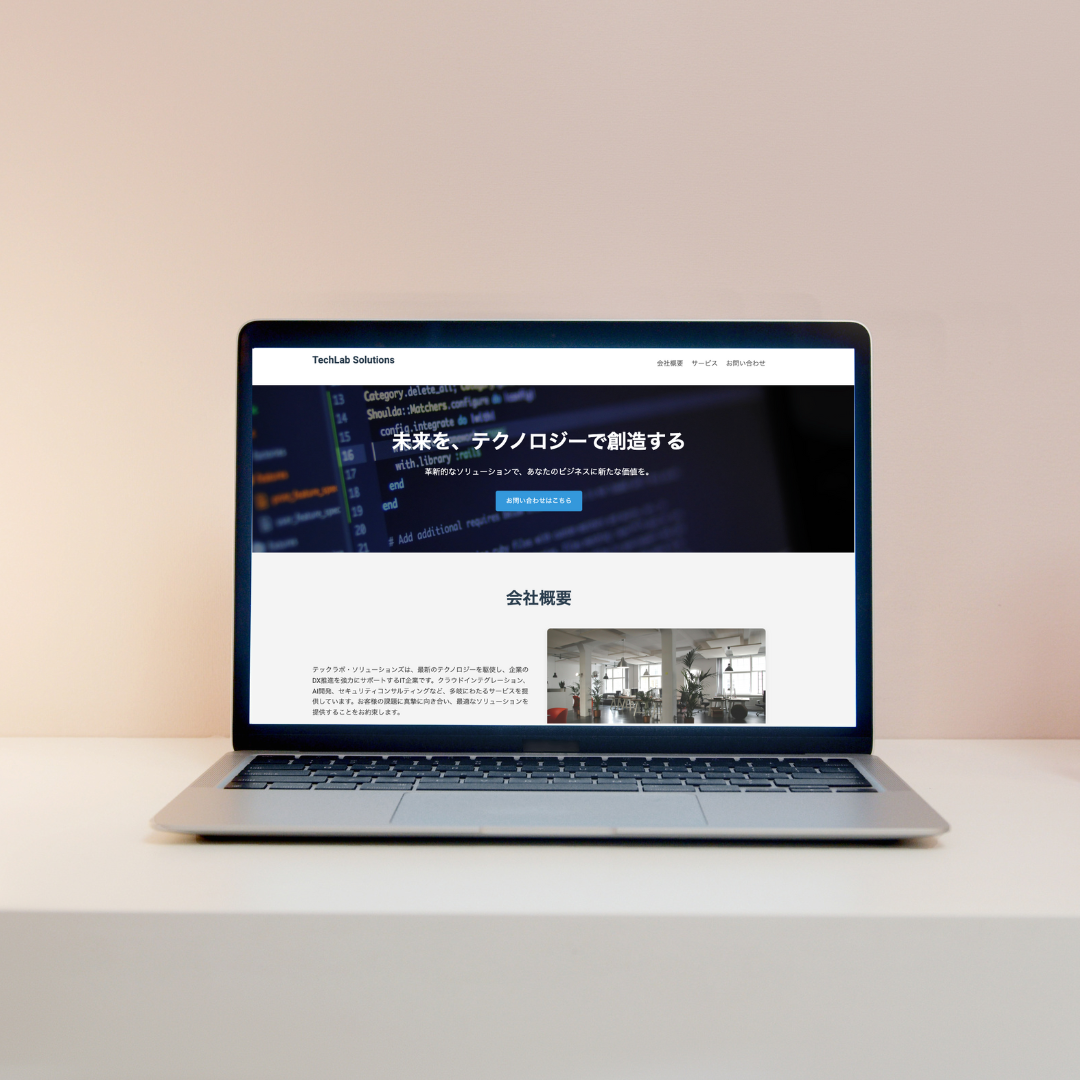 TechLab Solutions
会社概要 サービス お問い合わせ
13 Category.delete_all;
14 Shoulda::Matchers.configure do |config|
15 config.integrate do |with|
16
17 with.library :rails
18 end
19 end
20
21 # Add additional requires
未来を、テクノロジーで創造する
革新的なソリューションで、あなたのビジネスに新たな価値を。
お問い合わせはこちら
会社概要
テックラボ・ソリューションズは、最新のテクノロジーを駆使し、企業の
DX推進を強力にサポートするIT企業です。クラウドインテグレーション、
AI開発、セキュリティコンサルティングなど、多岐にわたるサービスを提
供しています。お客様の課題に真摯に向き合い、最適なソリューションを
提供することをお約束します。